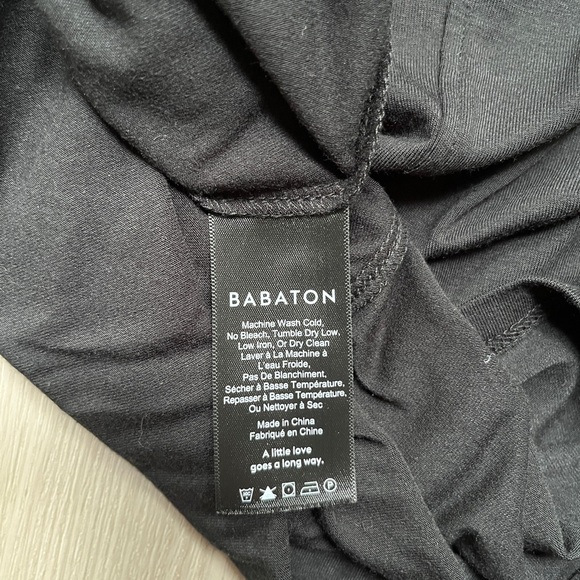 BABATON
Machine Wash Cold,
No Bleach, Tumble Dry Low,
Low Iron, Or Dry Clean
Laver à La Machine à
L'eau Froide,
Pas De Blanchiment,
Sécher à Basse Température,
Repasser à Basse Température,
Ou Nettoyer à Sec
Made in China
Fabriqué en Chine
A little love
goes a long way.
P